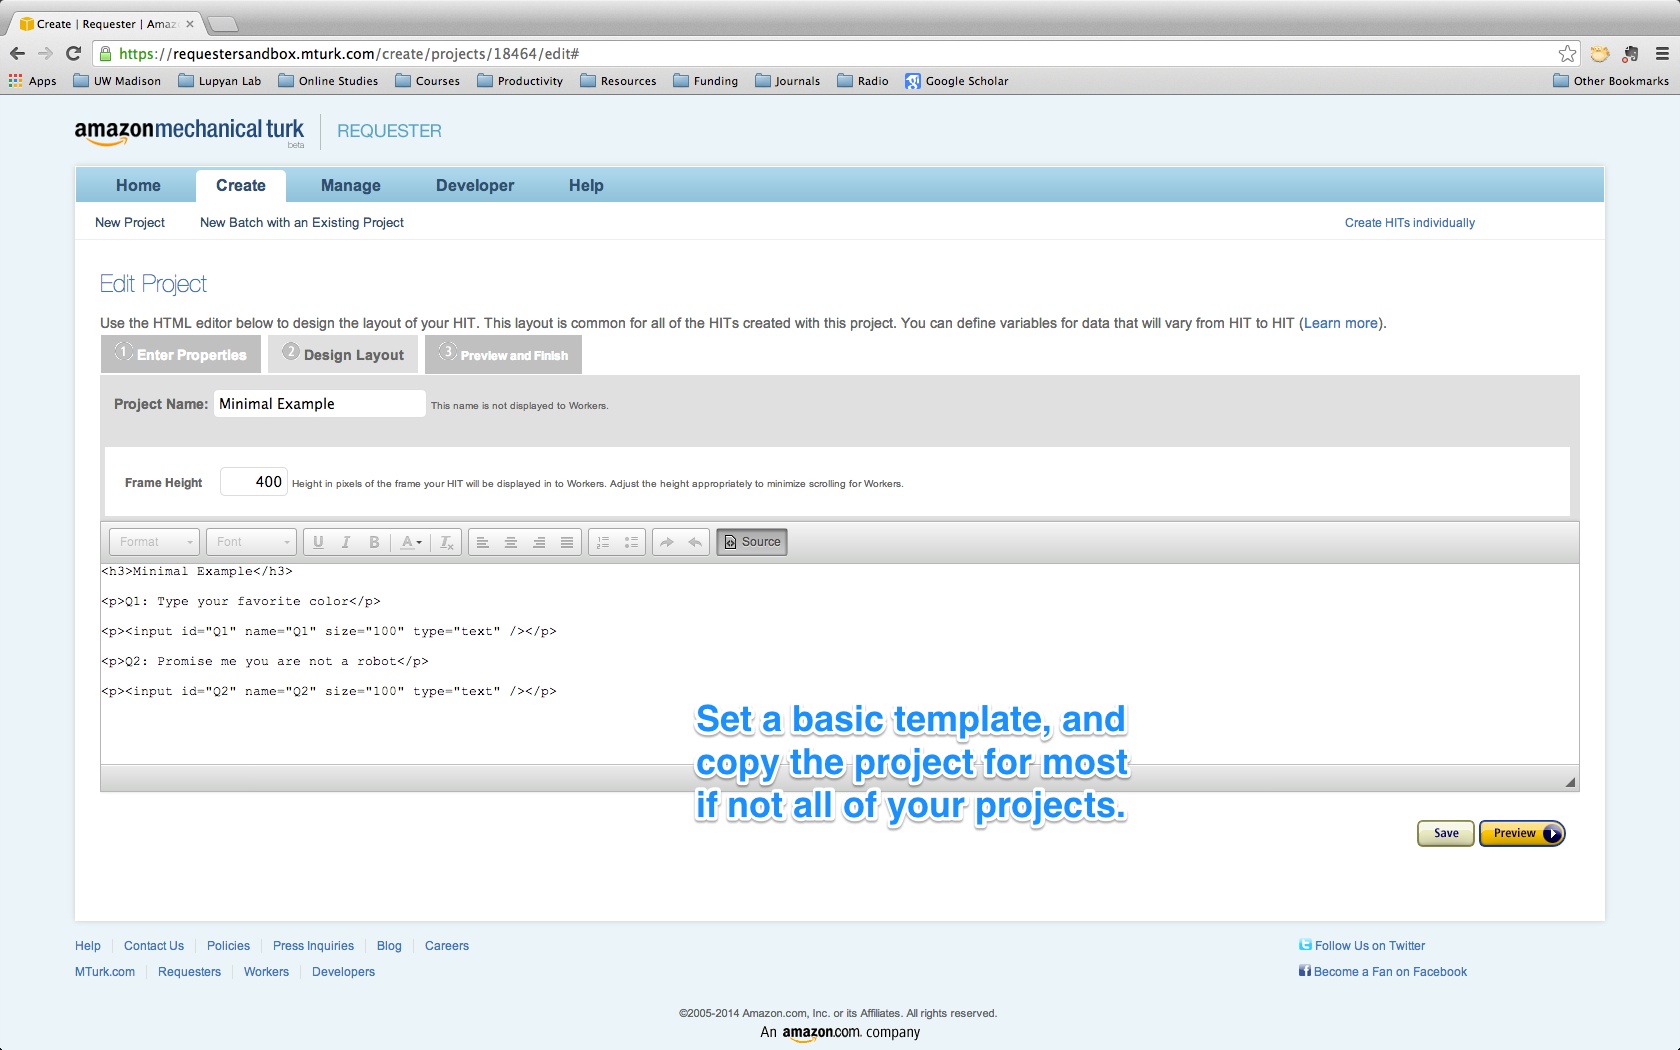 Create | Requester | Amaz
https://requestersandbox.mturk.com/create/projects/18464/edit#
Apps UW Madison Lupyan Lab Online Studies Courses Productivity Resources Funding Journals Radio Google Scholar Other Bookmarks
amazonmechanical turk REQUESTER
beta
Home Create Manage Developer Help
New Project New Batch with an Existing Project Create HITs individually
Edit Project
Use the HTML editor below to design the layout of your HIT. This layout is common for all of the HITs created with this project. You can define variables for data that will vary from HIT to HIT (Learn more).
1 Enter Properties 2 Design Layout 3 Preview and Finish
Project Name: Minimal Example This name is not displayed to Workers.
Frame Height 400 Height in pixels of the frame your HIT will be displayed in to Workers. Adjust the height appropriately to minimize scrolling for Workers.
Format Font U I B A Tx Source
<h3>Minimal Example</h3>
<p>Q1: Type your favorite color</p>
<p><input id="Q1" name="Q1" size="100" type="text" /></p>
<p>Q2: Promise me you are not a robot</p>
<p><input id="Q2" name="Q2" size="100" type="text" /></p>
Set a basic template, and
copy the project for most
if not all of your projects.
Save Preview
Help Contact Us Policies Press Inquiries Blog Careers Follow Us on Twitter
MTurk.com Requesters Workers Developers Become a Fan on Facebook
©2005-2014 Amazon.com, Inc. or its Affiliates. All rights reserved.
An amazon.com. company